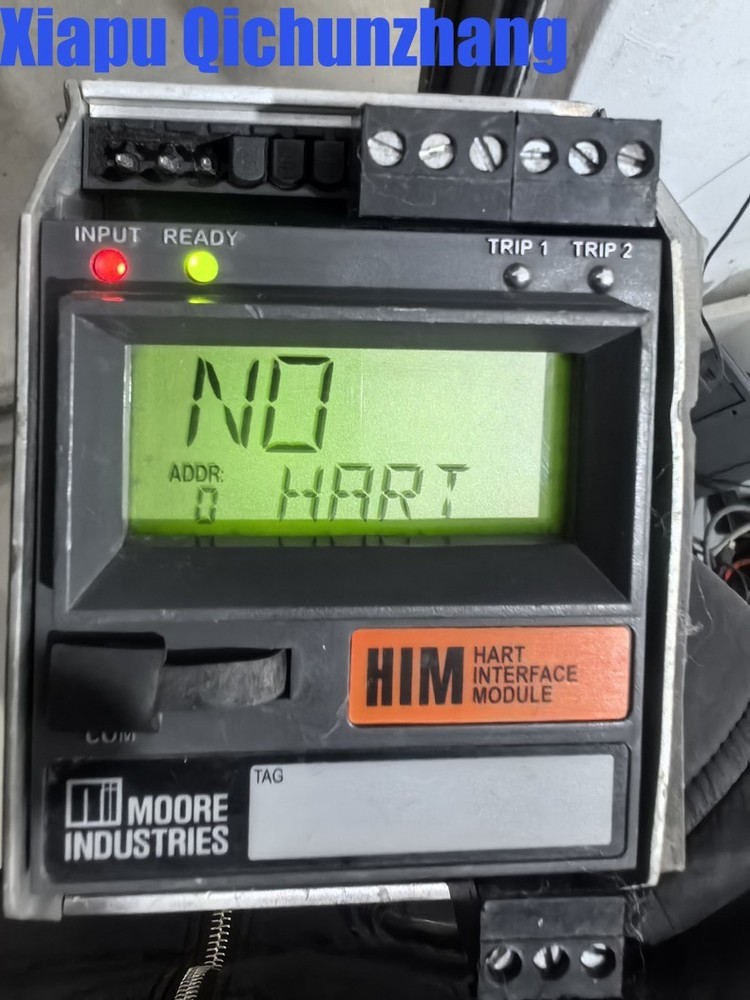 Xiapu Qichunzhang
INPUT READY
TRIP 1 TRIP 2
NO
ADDR:
0 HART
HIM HART
INTERFACE
MODULE
COM
TAG
MOORE
INDUSTRIES